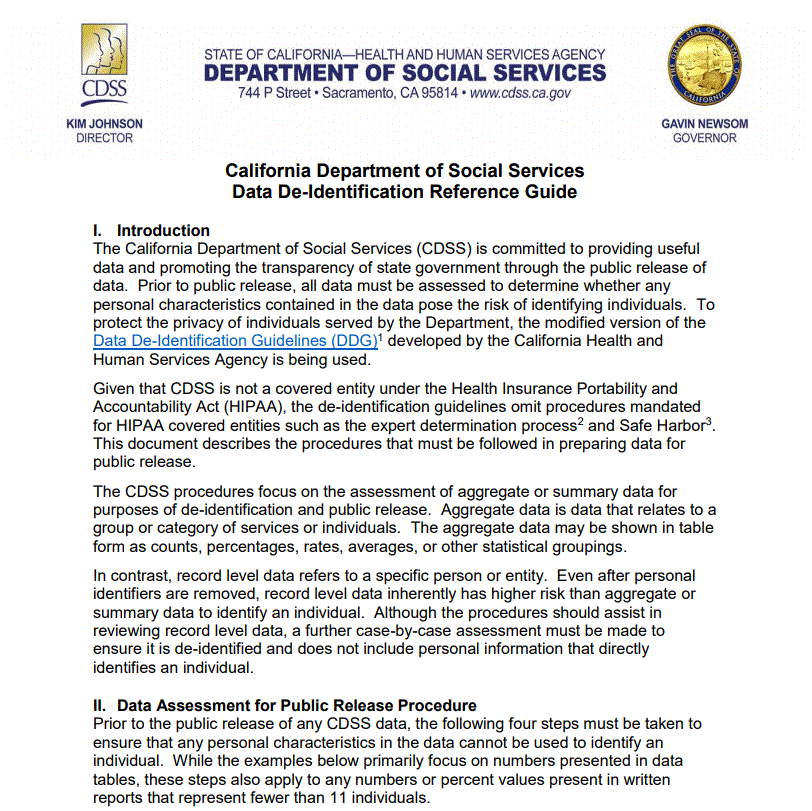 CDSS
KIM JOHNSON
DIRECTOR
STATE OF CALIFORNIA—HEALTH AND HUMAN SERVICES AGENCY
DEPARTMENT OF SOCIAL SERVICES
744 P Street • Sacramento, CA 95814 • www.cdss.ca.gov
THE GREAT SEAL OF THE STATE OF CALIFORNIA
GAVIN NEWSOM
GOVERNOR
California Department of Social Services
Data De-Identification Reference Guide
I. Introduction
The California Department of Social Services (CDSS) is committed to providing useful
data and promoting the transparency of state government through the public release of
data. Prior to public release, all data must be assessed to determine whether any
personal characteristics contained in the data pose the risk of identifying individuals. To
protect the privacy of individuals served by the Department, the modified version of the
Data De-Identification Guidelines (DDG)¹ developed by the California Health and
Human Services Agency is being used.
Given that CDSS is not a covered entity under the Health Insurance Portability and
Accountability Act (HIPAA), the de-identification guidelines omit procedures mandated
for HIPAA covered entities such as the expert determination process² and Safe Harbor³.
This document describes the procedures that must be followed in preparing data for
public release.
The CDSS procedures focus on the assessment of aggregate or summary data for
purposes of de-identification and public release. Aggregate data is data that relates to a
group or category of services or individuals. The aggregate data may be shown in table
form as counts, percentages, rates, averages, or other statistical groupings.
In contrast, record level data refers to a specific person or entity. Even after personal
identifiers are removed, record level data inherently has higher risk than aggregate or
summary data to identify an individual. Although the procedures should assist in
reviewing record level data, a further case-by-case assessment must be made to
ensure it is de-identified and does not include personal information that directly
identifies an individual.
II. Data Assessment for Public Release Procedure
Prior to the public release of any CDSS data, the following four steps must be taken to
ensure that any personal characteristics in the data cannot be used to identify an
individual. While the examples below primarily focus on numbers presented in data
tables, these steps also apply to any numbers or percent values present in written
reports that represent fewer than 11 individuals.